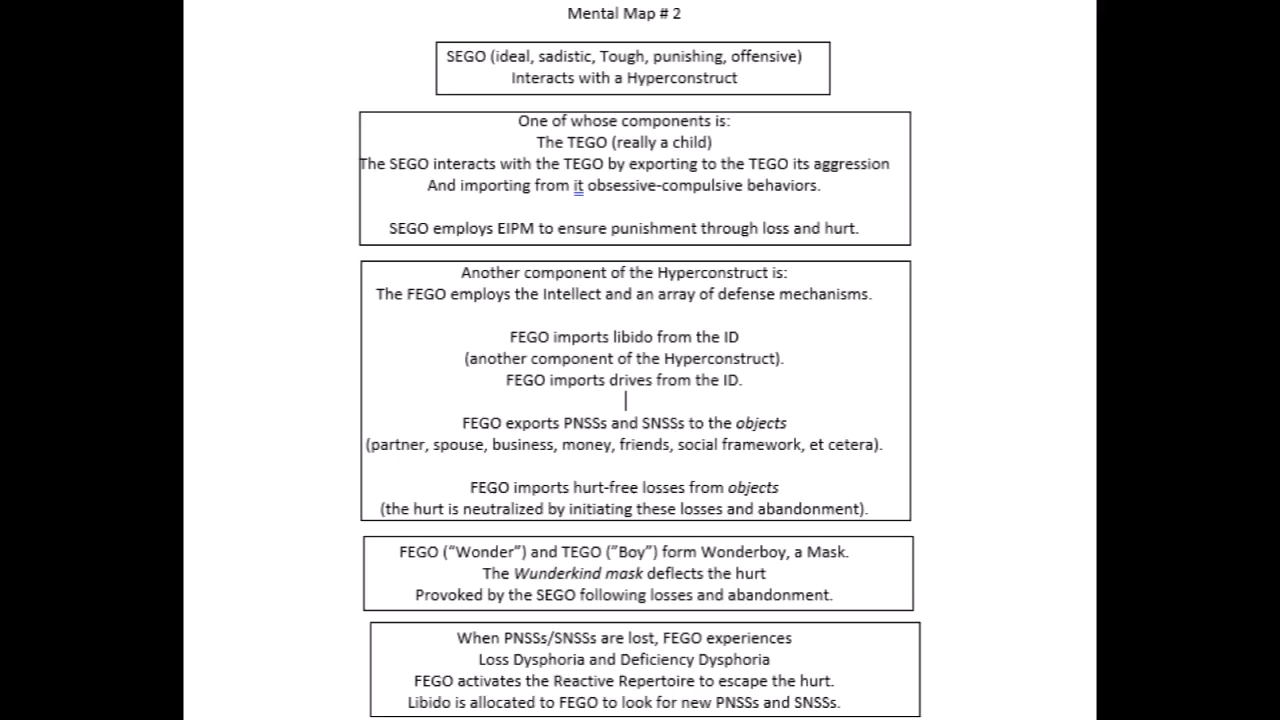 Mental Map # 2
SEGO (ideal, sadistic, Tough, punishing, offensive)
Interacts with a Hyperconstruct
One of whose components is:
The TEGO (really a child)
The SEGO interacts with the TEGO by exporting to the TEGO its aggression
And importing from it obsessive-compulsive behaviors.
SEGO employs EIPM to ensure punishment through loss and hurt.
Another component of the Hyperconstruct is:
The FEGO employs the Intellect and an array of defense mechanisms.
FEGO imports libido from the ID
(another component of the Hyperconstruct).
FEGO imports drives from the ID.
FEGO exports PNSSs and SNSSs to the objects
(partner, spouse, business, money, friends, social framework, et cetera).
FEGO imports hurt-free losses from objects
(the hurt is neutralized by initiating these losses and abandonment).
FEGO (“Wonder”) and TEGO (“Boy”) form Wonderboy, a Mask.
The Wunderkind mask deflects the hurt
Provoked by the SEGO following losses and abandonment.
When PNSSs/SNSSs are lost, FEGO experiences
Loss Dysphoria and Deficiency Dysphoria
FEGO activates the Reactive Repertoire to escape the hurt.
Libido is allocated to FEGO to look for new PNSSs and SNSSs.